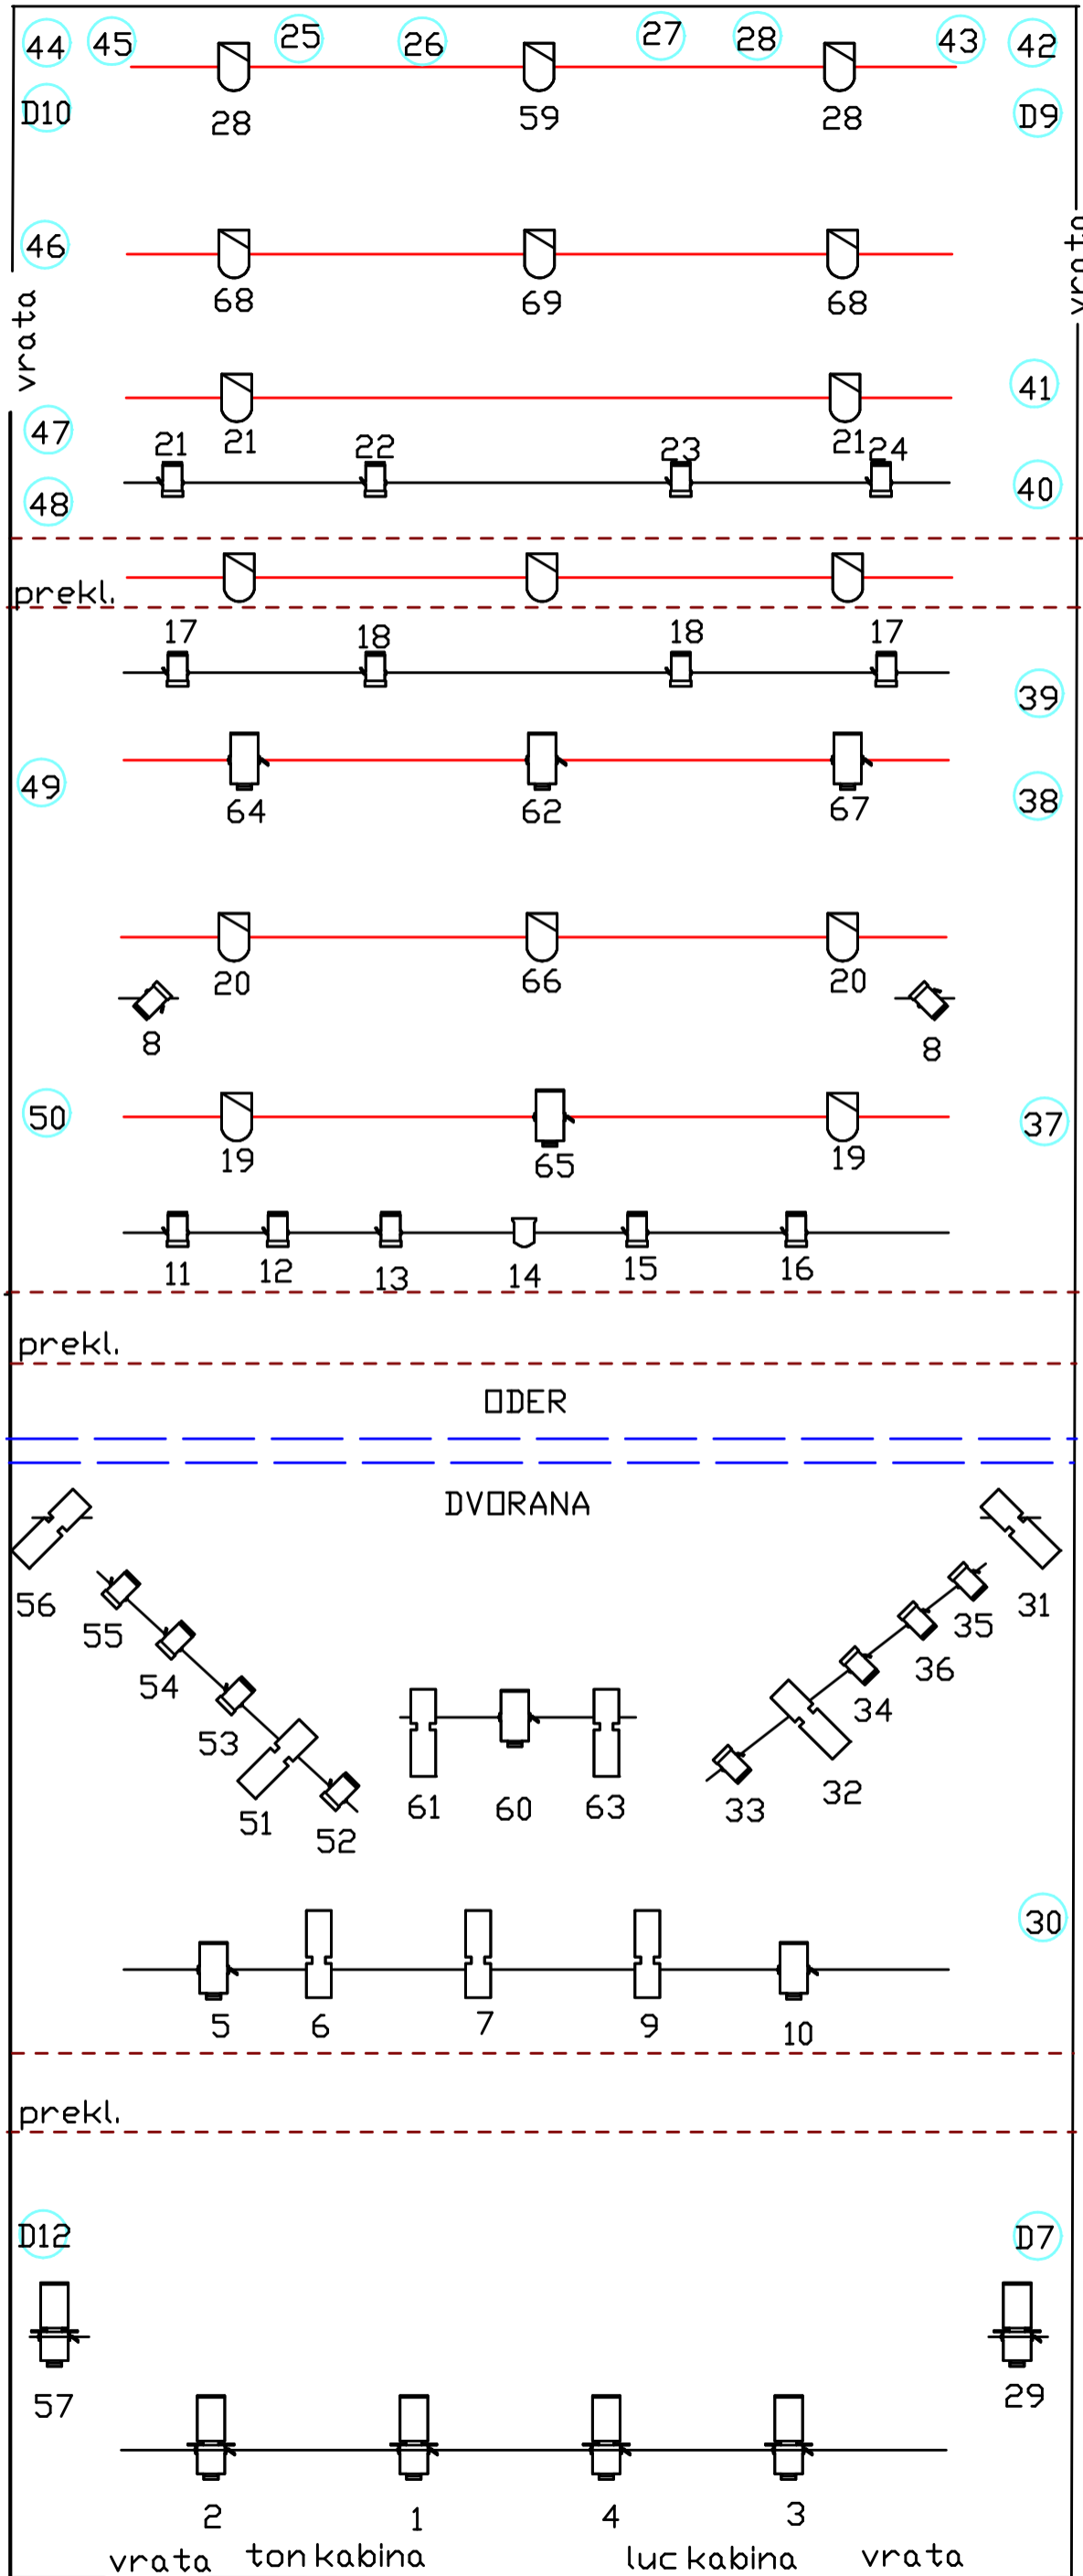 44 45 25 26 27 28 43 42
D10 28 59 28 D9
46
68 69 68
vrata vrata
41
47 21 21 22 23 21 24
48 40
prekl.
17 18 18 17
39
49 64 62 67 38
20 66 20
8 8
50 37
19 65 19
11 12 13 14 15 16
prekl.
ODER
DVORANA
56 31
55 35
54 36
53 34
51 52 61 60 63 33 32
30
5 6 7 9 10
prekl.
D12 D7
57 29
2 1 4 3
vrata ton kabina luc kabina vrata